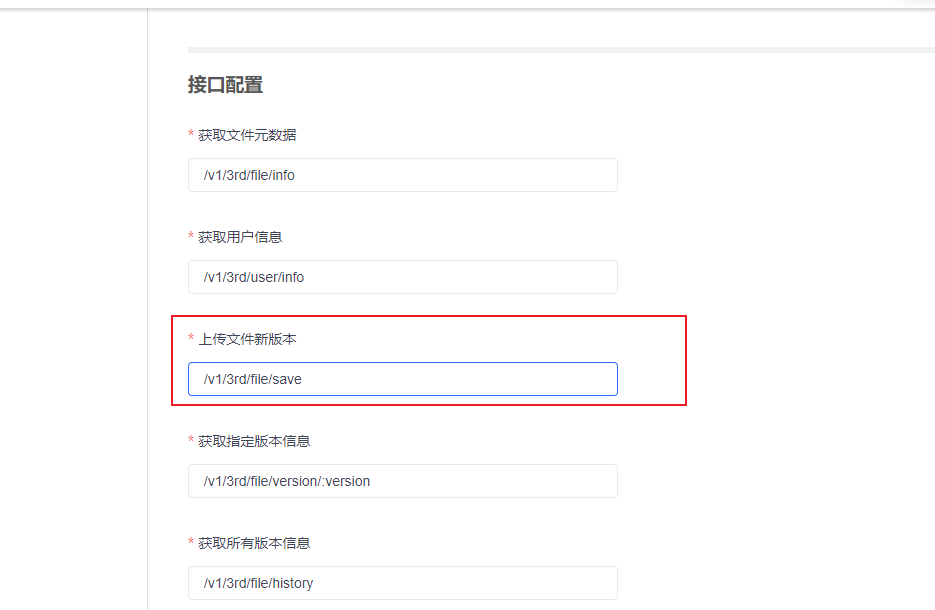 接口配置
* 获取文件元数据
/v1/3rd/file/info
* 获取用户信息
/v1/3rd/user/info
* 上传文件新版本
/v1/3rd/file/save
* 获取指定版本信息
/v1/3rd/file/version/:version
* 获取所有版本信息
/v1/3rd/file/history